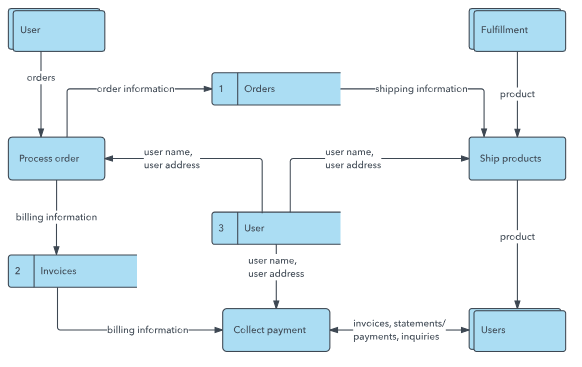 User
Fulfillment
orders
order information
1
Orders
shipping information
product
Process order
user name,
user address
user name,
user address
Ship products
billing information
3
User
product
2
Invoices
user name,
user address
billing information
Collect payment
invoices, statements/
payments, inquiries
Users